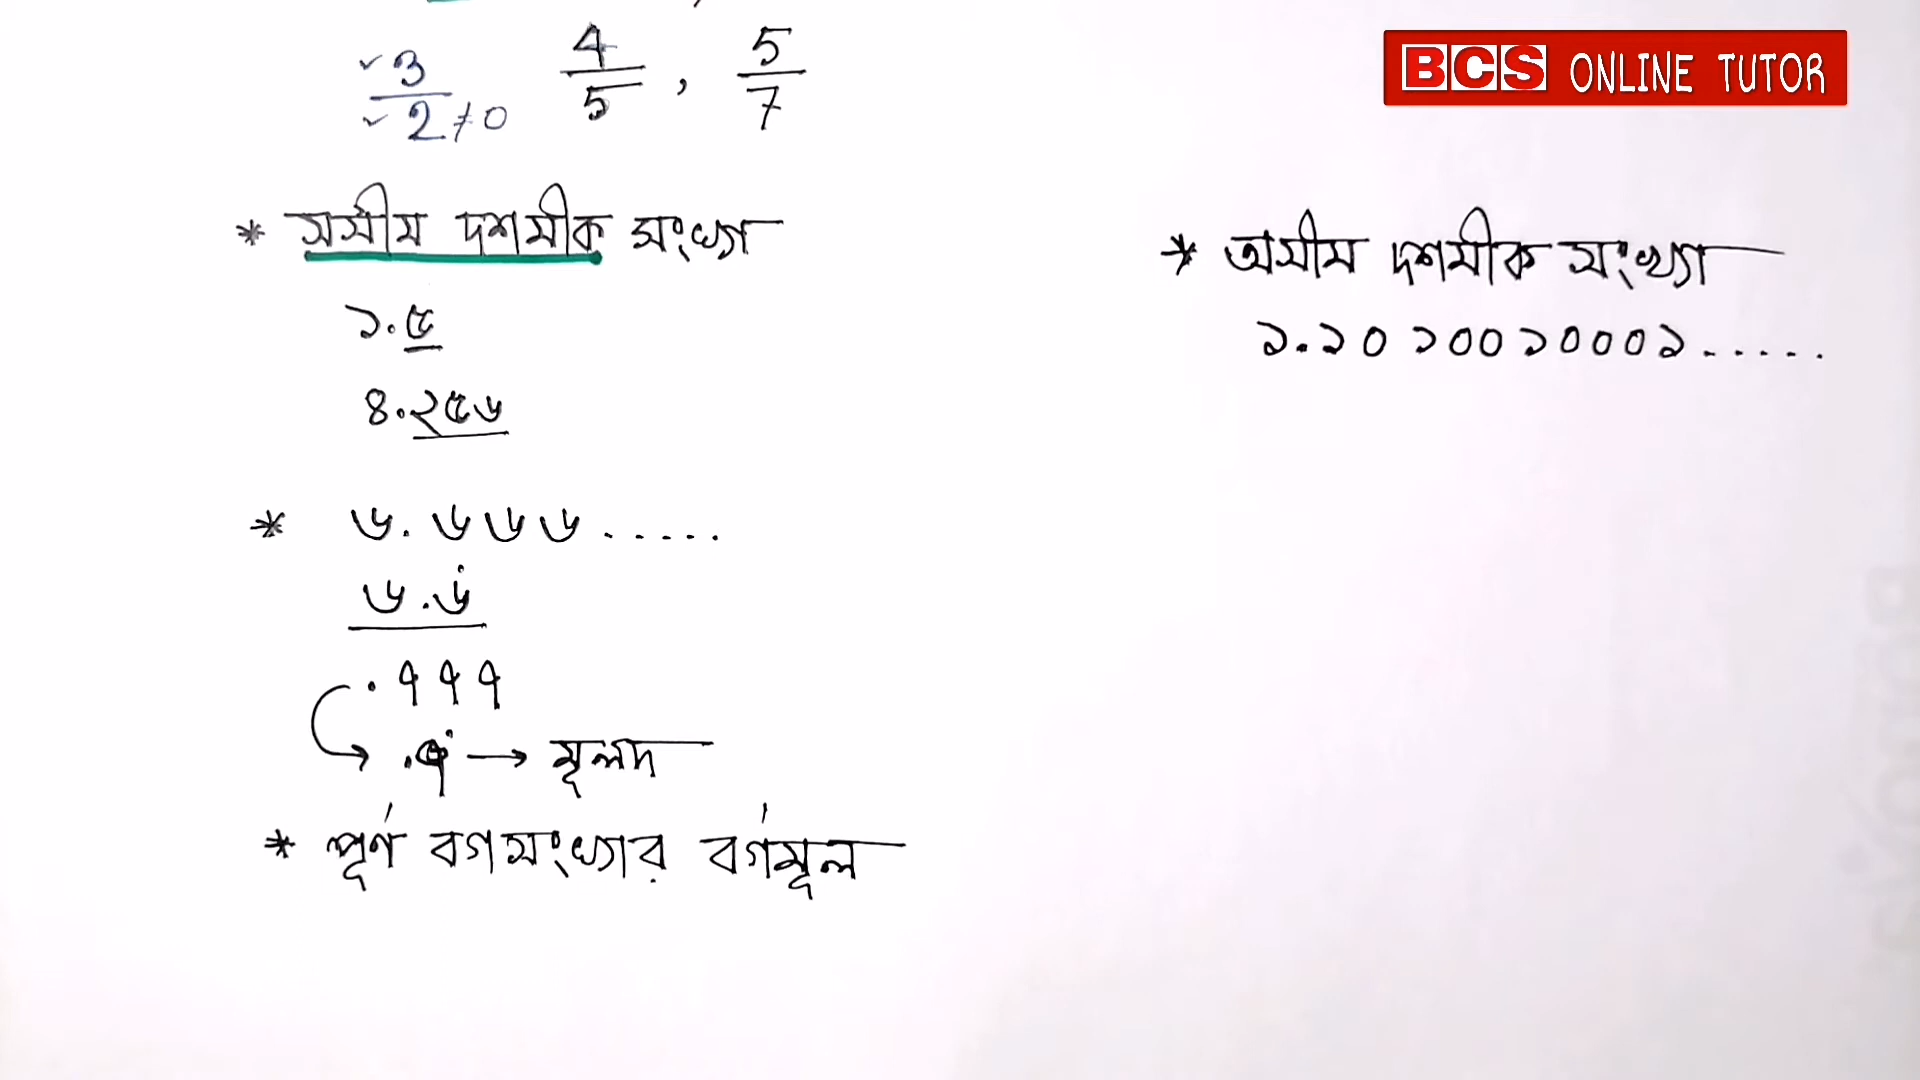 3/2 ≠ 0  4/5 , 5/7
BCS ONLINE TUTOR
* সসীম দশমীক সংখ্যা
১.৫
৪.২৫৬
* ৬.৬৬৬.....
৬.৬̇
.৭৭৭
.৭̇ → মূলদ
* পূর্ণ বর্গসংখ্যার বর্গমূল
* অসীম দশমীক সংখ্যা
১.১০১০০১০০০১.....